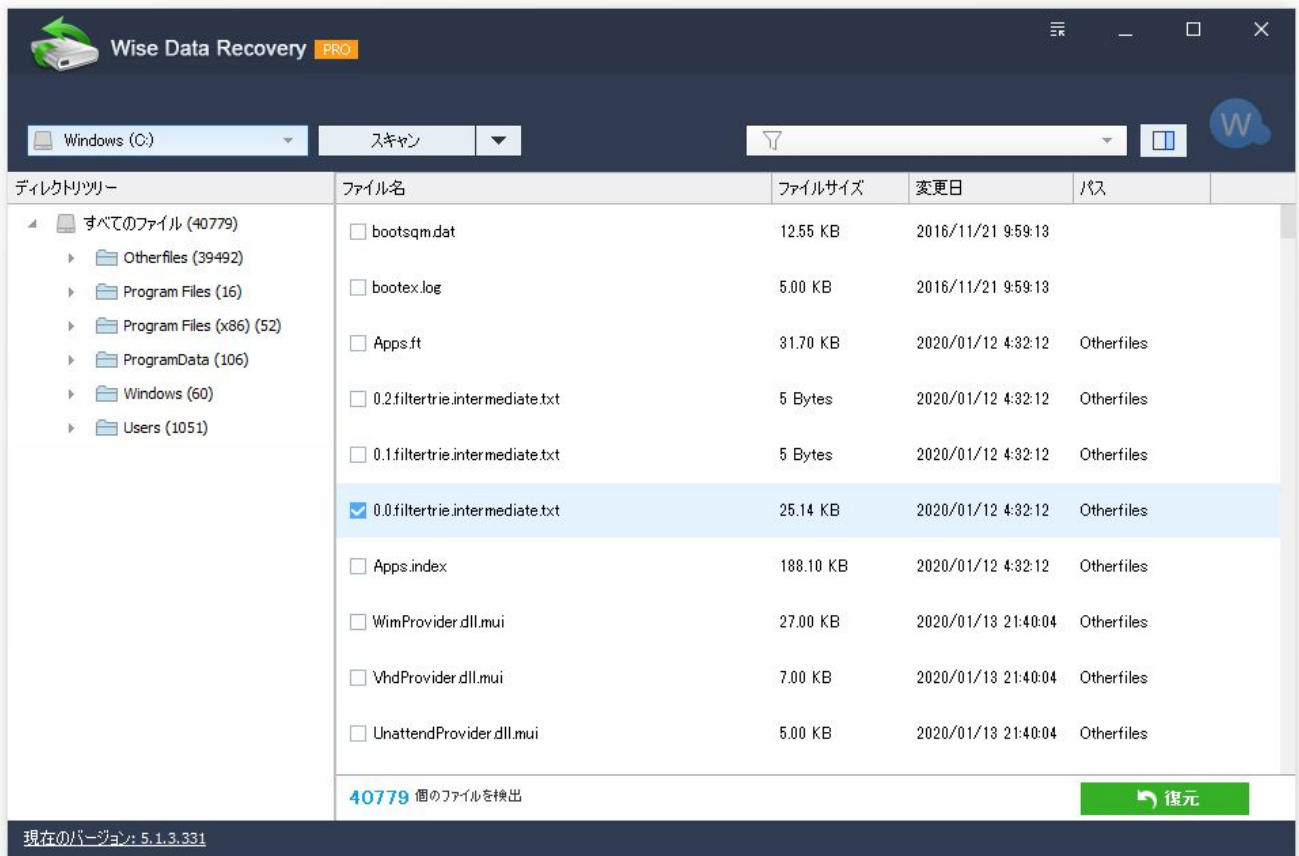 Wise Data Recovery PRO
Windows (C:) スキャン W
ディレクトリツリー ファイル名 ファイルサイズ 変更日 パス
すべてのファイル (40779)
Otherfiles (39492)
Program Files (16)
Program Files (x86) (52)
ProgramData (106)
Windows (60)
Users (1051)
bootsqm.dat 12.55 KB 2016/11/21 9:59:13
bootex.log 5.00 KB 2016/11/21 9:59:13
Apps.ft 31.70 KB 2020/01/12 4:32:12 Otherfiles
0.2.filtertrie.intermediate.txt 5 Bytes 2020/01/12 4:32:12 Otherfiles
0.1.filtertrie.intermediate.txt 5 Bytes 2020/01/12 4:32:12 Otherfiles
0.0.filtertrie.intermediate.txt 25.14 KB 2020/01/12 4:32:12 Otherfiles
Apps.index 188.10 KB 2020/01/12 4:32:12 Otherfiles
WimProvider.dll.mui 27.00 KB 2020/01/13 21:40:04 Otherfiles
VhdProvider.dll.mui 7.00 KB 2020/01/13 21:40:04 Otherfiles
UnattendProvider.dll.mui 5.00 KB 2020/01/13 21:40:04 Otherfiles
40779 個のファイルを検出 復元
現在のバージョン: 5.1.3.331